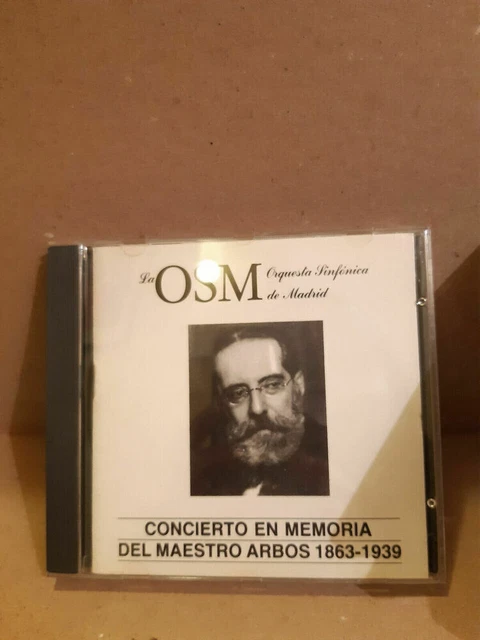 La OSM Orquesta Sinfónica
de Madrid
CONCIERTO EN MEMORIA
DEL MAESTRO ARBOS 1863-1939